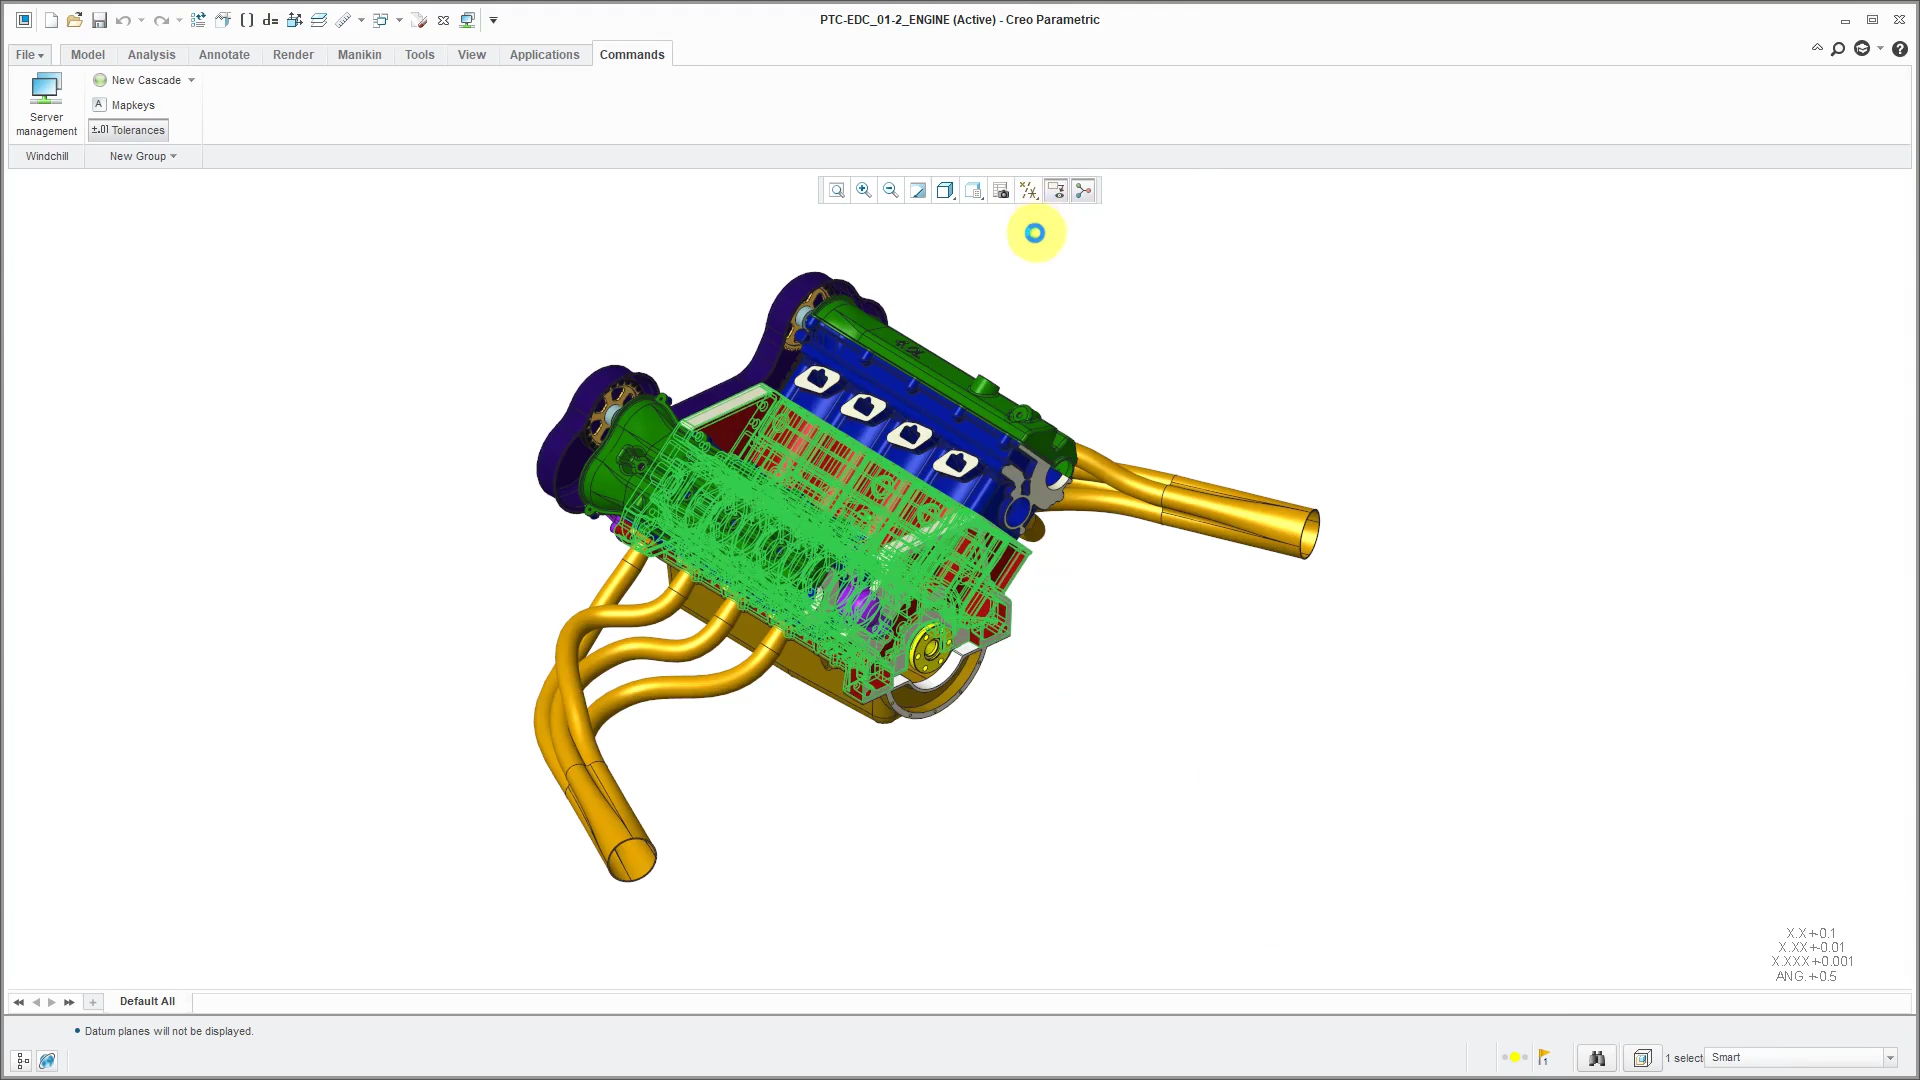 PTC-EDC_01-2_ENGINE (Active) - Creo Parametric
File Model Analysis Annotate Render Manikin Tools View Applications Commands
Server management
New Cascade
A Mapkeys
±.01 Tolerances
Windchill New Group
X.X+-0.1
X.XX+-0.01
X.XXX+-0.001
ANG.+-0.5
Default All
Datum planes will not be displayed.
1 select Smart